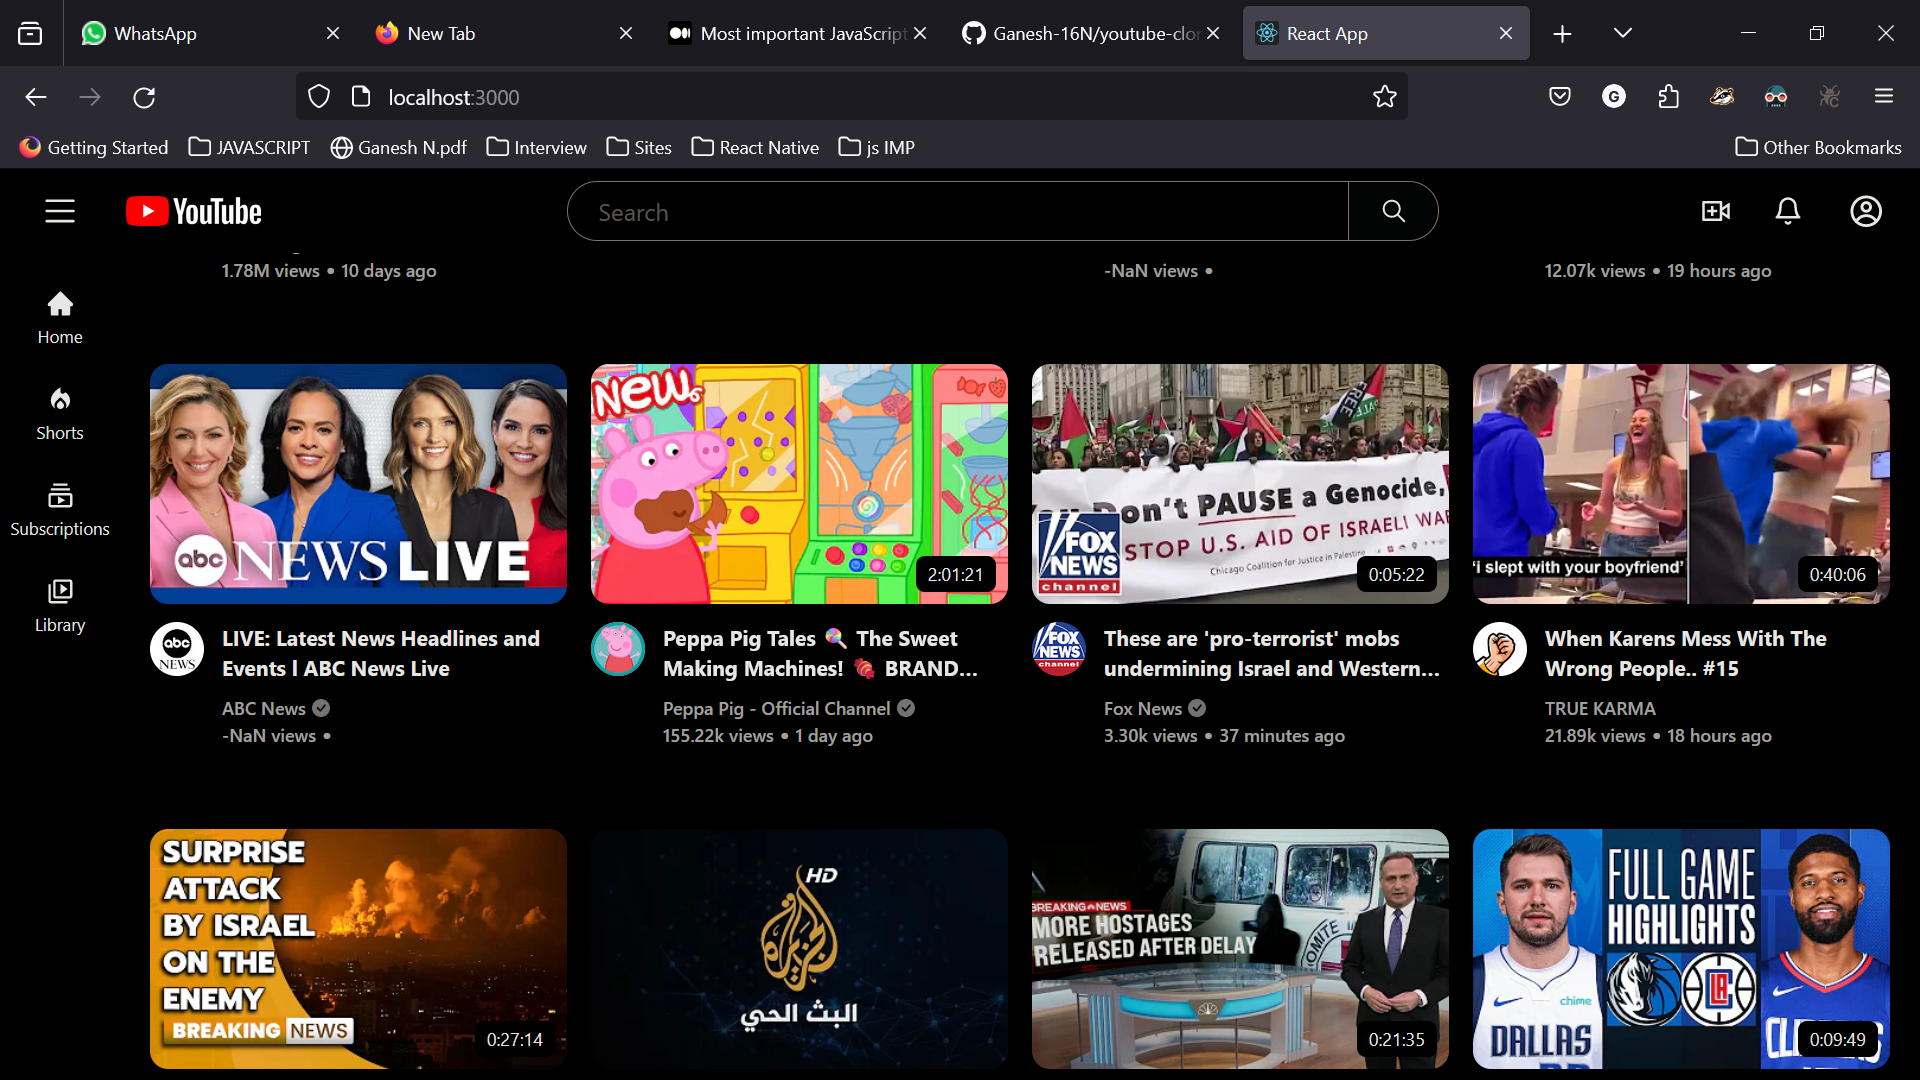 WhatsApp
New Tab
Most important JavaScript
Ganesh-16N/youtube-clon
React App
localhost:3000
G
Getting Started
JAVASCRIPT
Ganesh N.pdf
Interview
Sites
React Native
js IMP
Other Bookmarks
YouTube
Search
1.78M views • 10 days ago
-NaN views •
12.07k views • 19 hours ago
Home
Shorts
Subscriptions
Library
abc NEWS LIVE
New
2:01:21
FREE
Don't PAUSE a Genocide,
STOP U.S. AID OF ISRAELI WAR
Chicago Coalition for Justice in Palestine
FOX
NEWS
channel
0:05:22
'i slept with your boyfriend'
0:40:06
abc
NEWS
LIVE: Latest News Headlines and
Events l ABC News Live
ABC News
-NaN views •
Peppa Pig Tales 🍭 The Sweet
Making Machines! 🍬 BRAND...
Peppa Pig - Official Channel
155.22k views • 1 day ago
FOX
NEWS
channel
These are 'pro-terrorist' mobs
undermining Israel and Western...
Fox News
3.30k views • 37 minutes ago
When Karens Mess With The
Wrong People.. #15
TRUE KARMA
21.89k views • 18 hours ago
SURPRISE
ATTACK
BY ISRAEL
ON THE
ENEMY
BREAKING NEWS
0:27:14
HD
البث الحي
BREAKING NEWS
MORE HOSTAGES
RELEASED AFTER DELAY
0:21:35
FULL GAME
HIGHLIGHTS
chime
DALLAS
0:09:49